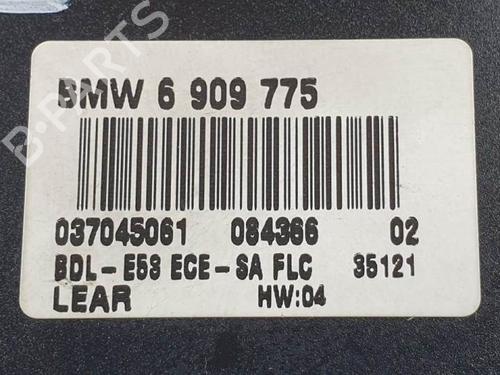 BMW 6 909 775
037045061 084366 02
BDL-E53 ECE-SA FLC 35121
LEAR HW:04
B-PARTS